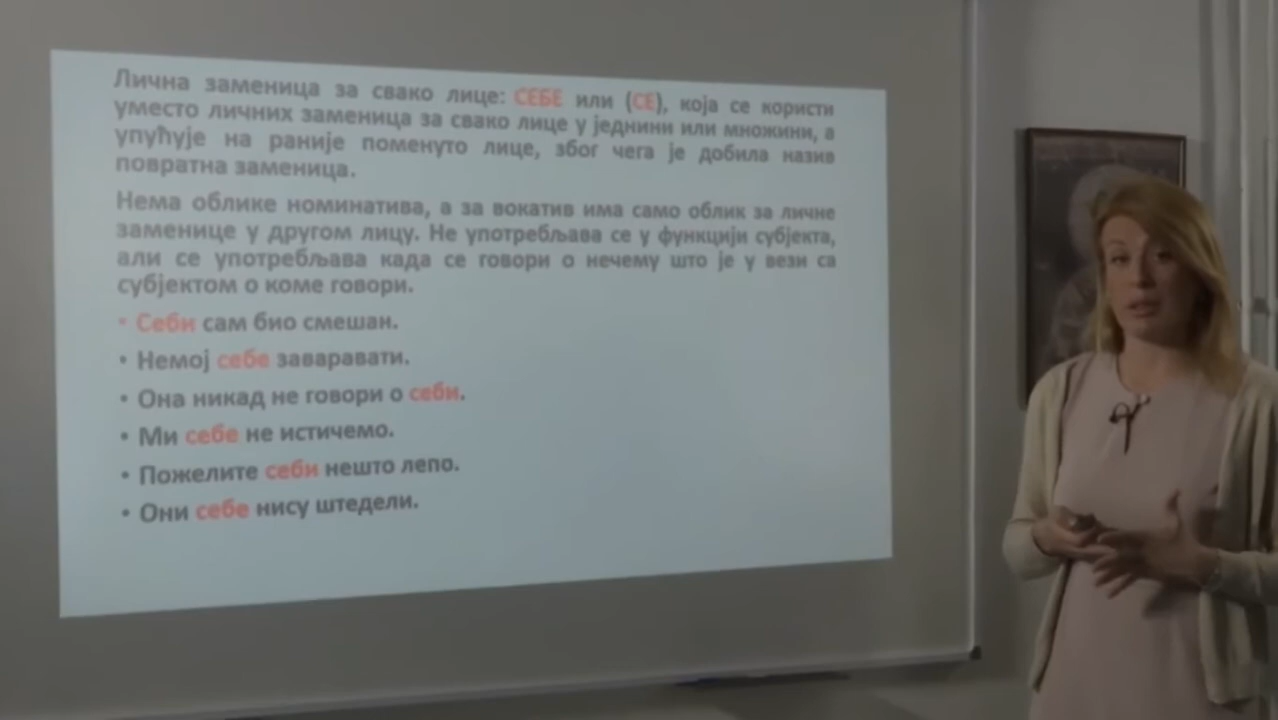 Лична заменица за свако лице: СЕБЕ или (СЕ), која се користи
уместо личних заменица за свако лице у једнини или множини, а
упућује на раније поменуто лице, због чега је добила назив
повратна заменица.
Нема облике номинатива, а за вокатив има само облик за личне
заменице у другом лицу. Не употребљава се у функцији субјекта,
али се употребљава када се говори о нечему што је у вези са
субјектом о коме говори.
• Себи сам био смешан.
• Немој себе заваравати.
• Она никад не говори о себи.
• Ми себе не истичемо.
• Пожелите себи нешто лепо.
• Они себе нису штедели.